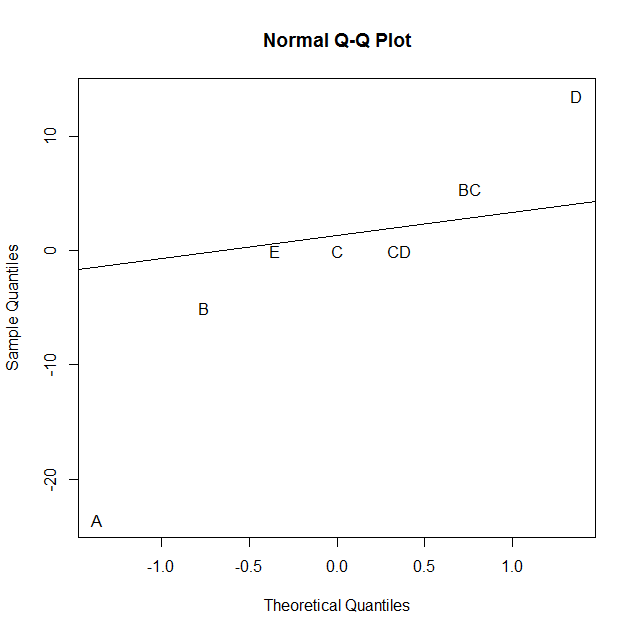 Normal Q-Q Plot
D
10
BC
Sample Quantiles
0
E
C
CD
B
-10
-20
A
-1.0
-0.5
0.0
0.5
1.0
Theoretical Quantiles